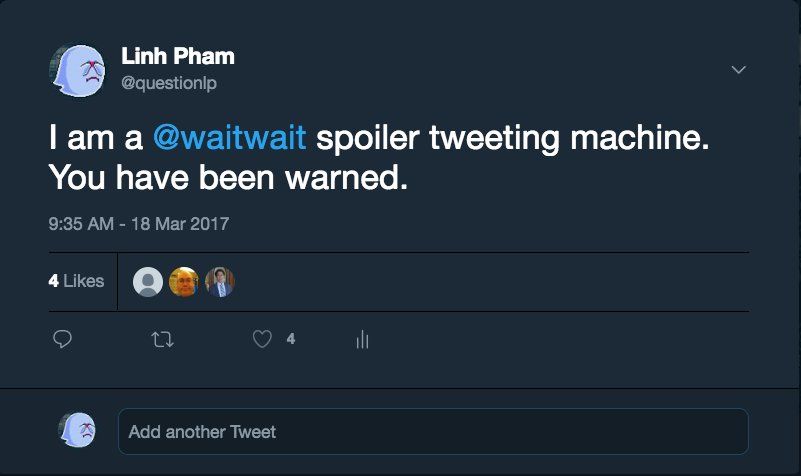 Linh Pham
@questionlp
I am a @waitwait spoiler tweeting machine.
You have been warned.
9:35 AM - 18 Mar 2017
4 Likes
4
Add another Tweet